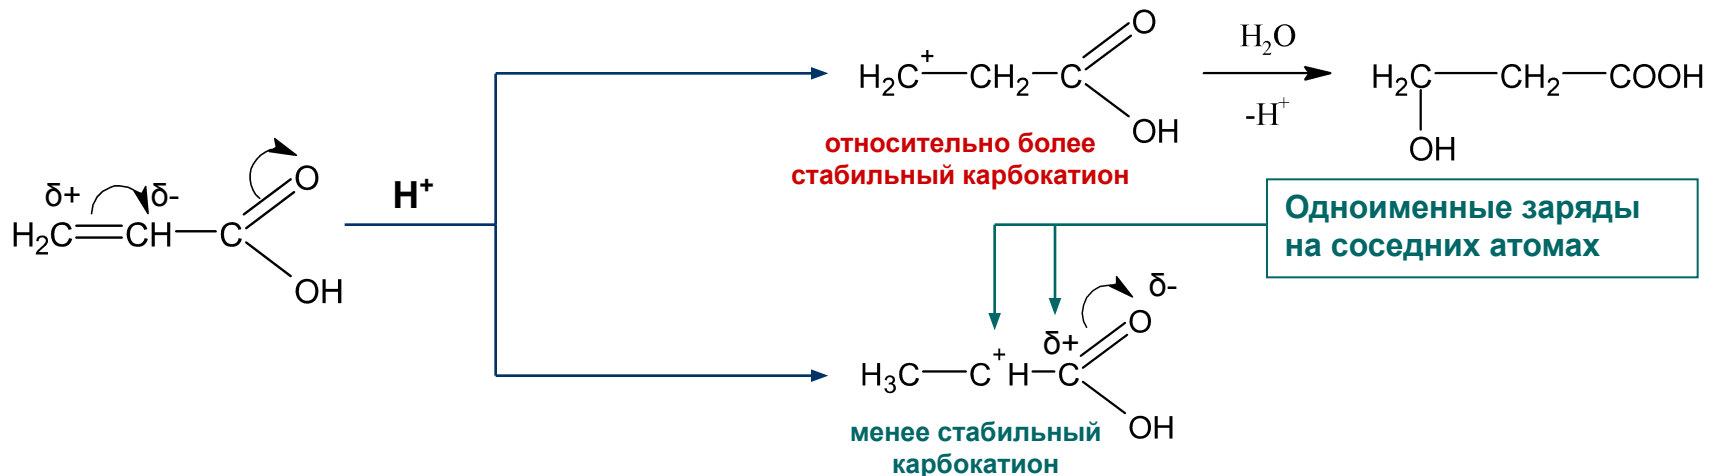 δ+ δ-
H₂C=CH—C
O
OH
H⁺
H₂C⁺—CH₂—C
O
OH
относительно более
стабильный карбокатион
H₂O
-H⁺
H₂C—CH₂—COOH
OH
Одноименные заряды
на соседних атомах
δ-
δ+
O
H₃C—C⁺H—C
OH
менее стабильный
карбокатион